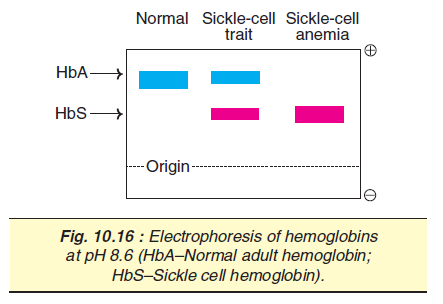 Normal Sickle-cell Sickle-cell
trait anemia
⊕
HbA
HbS
Origin
⊖
Fig. 10.16 : Electrophoresis of hemoglobins
at pH 8.6 (HbA–Normal adult hemoglobin;
HbS–Sickle cell hemoglobin).